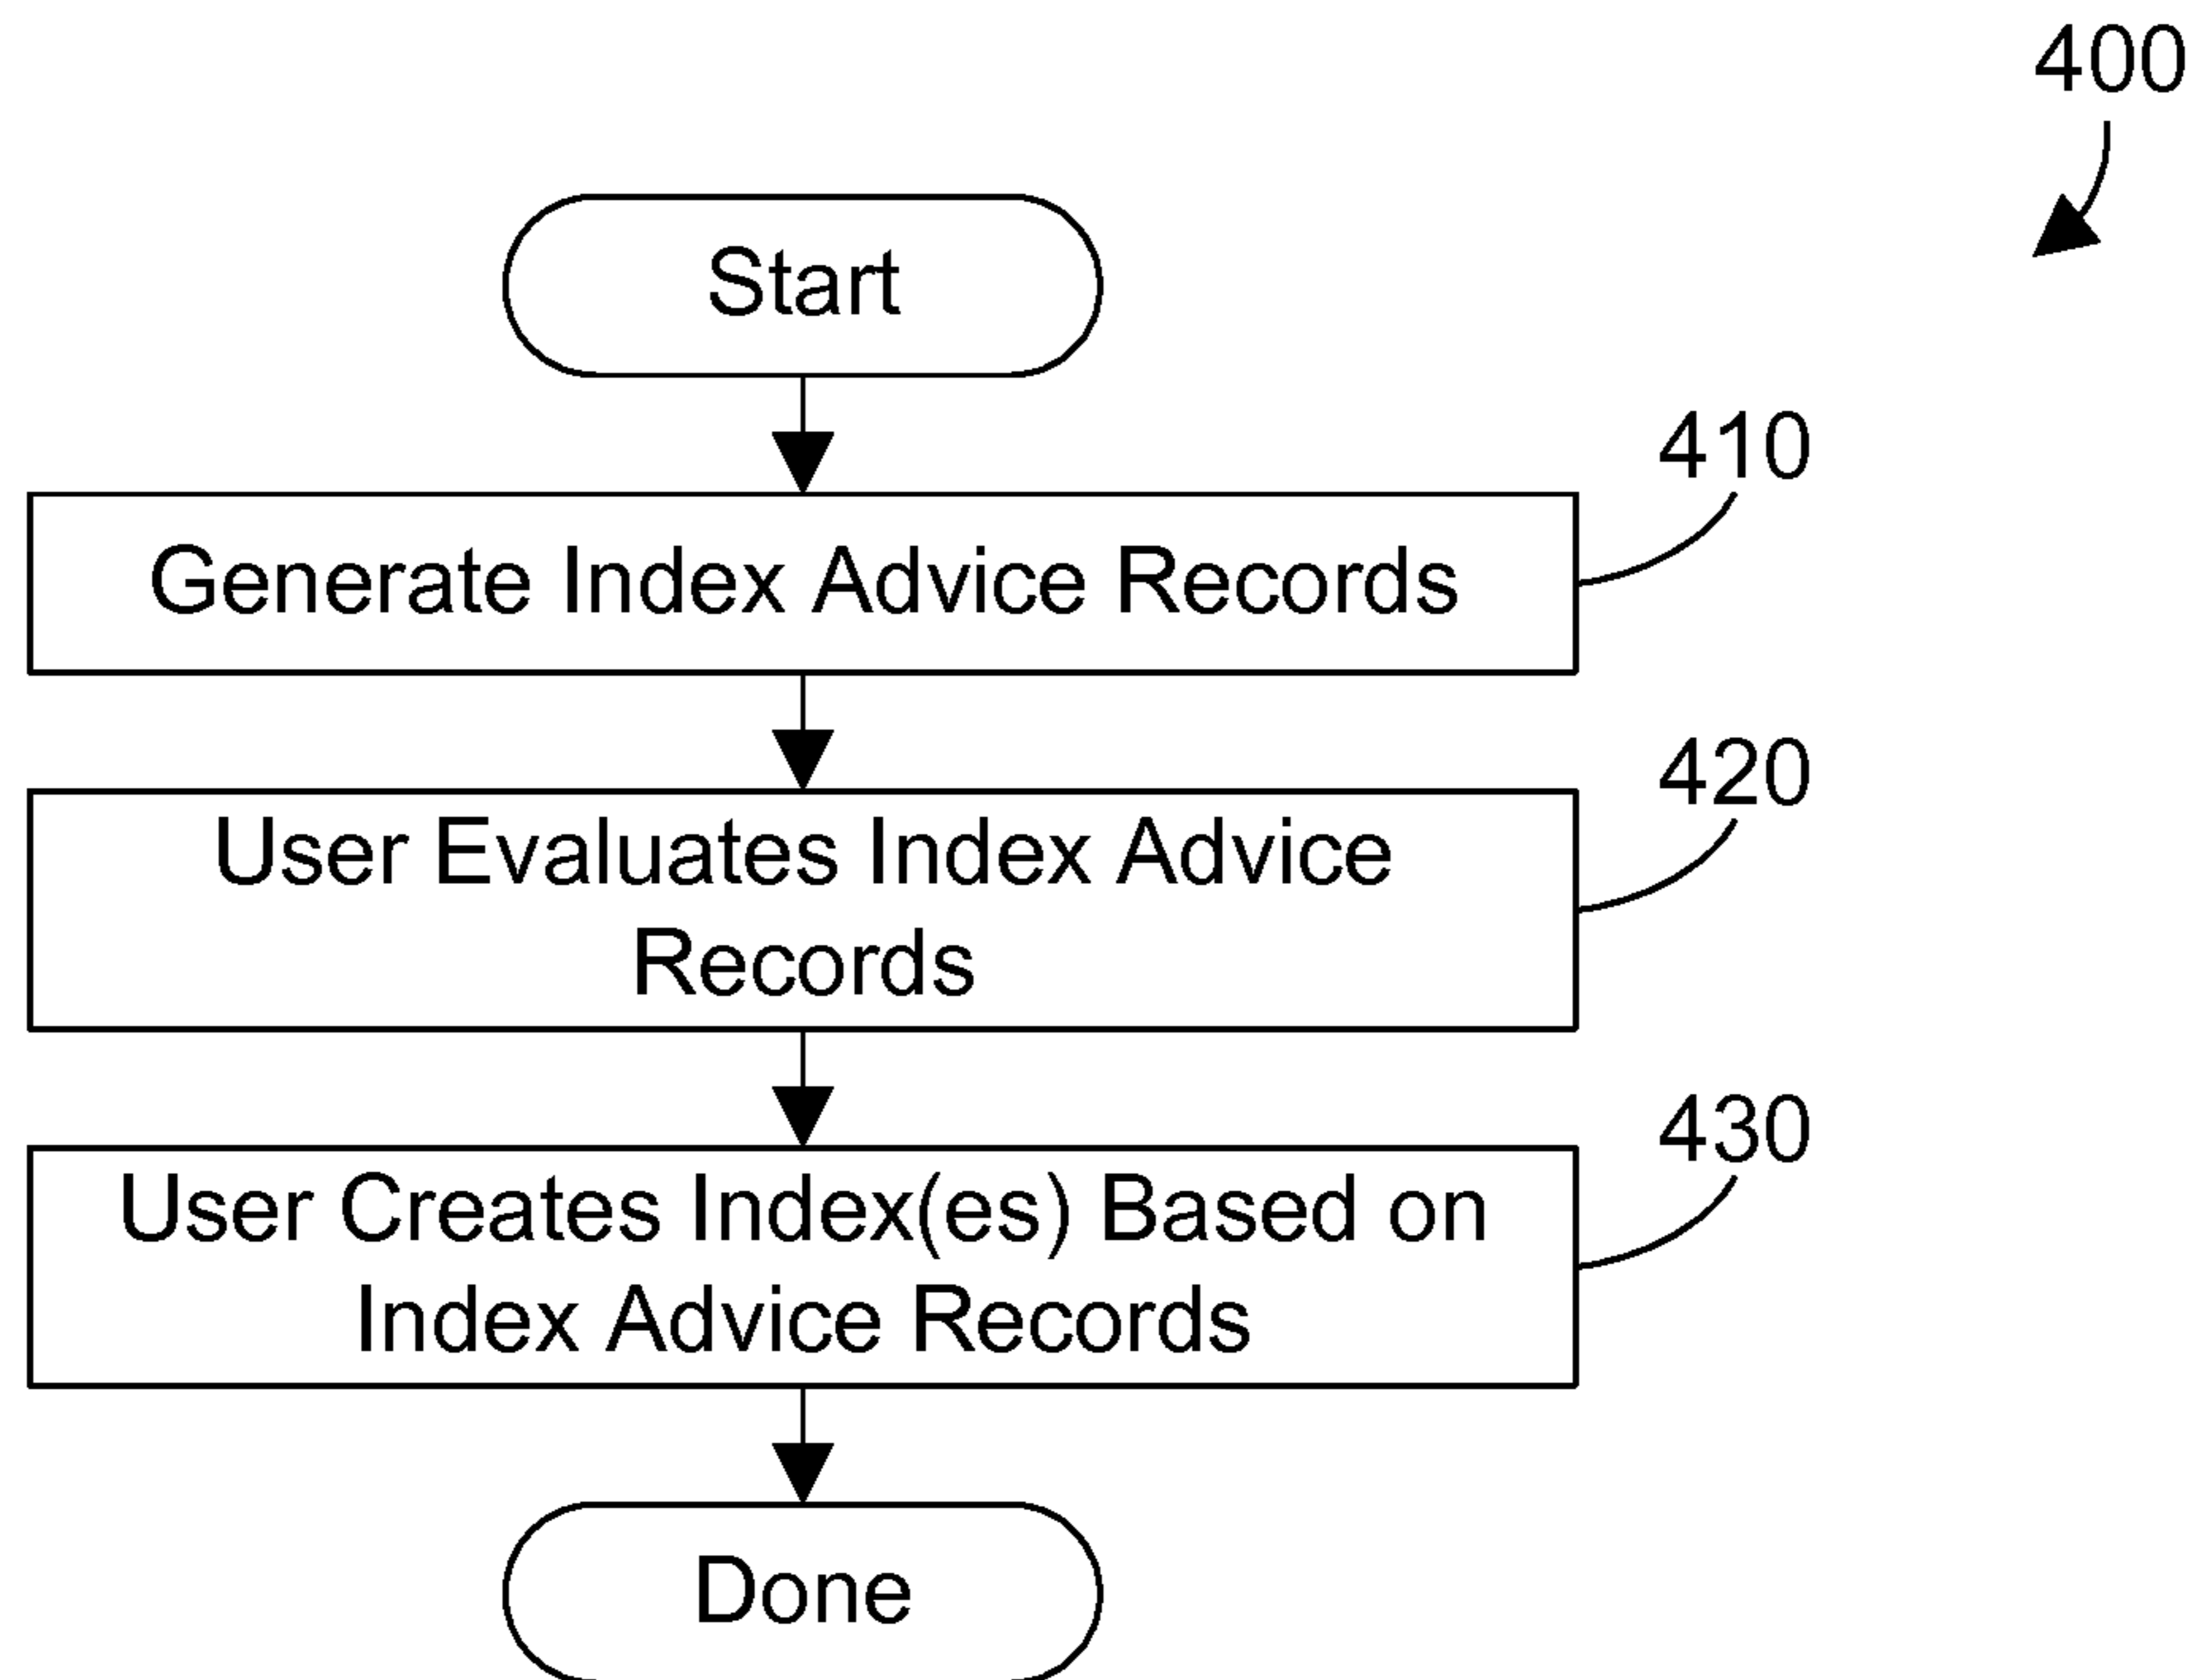 400
Start
410
Generate Index Advice Records
420
User Evaluates Index Advice
Records
430
User Creates Index(es) Based on
Index Advice Records
Done